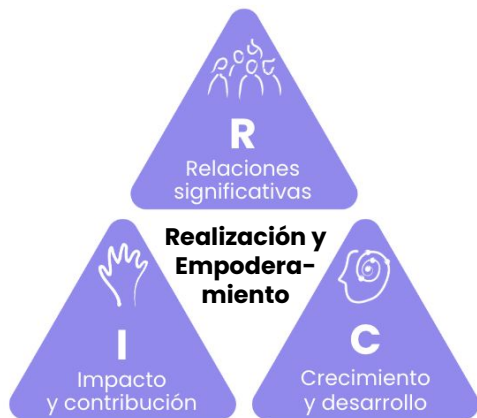 R
Relaciones
significativas
Realización y
Empodera-
miento
I
Impacto
y contribución
C
Crecimiento
y desarrollo